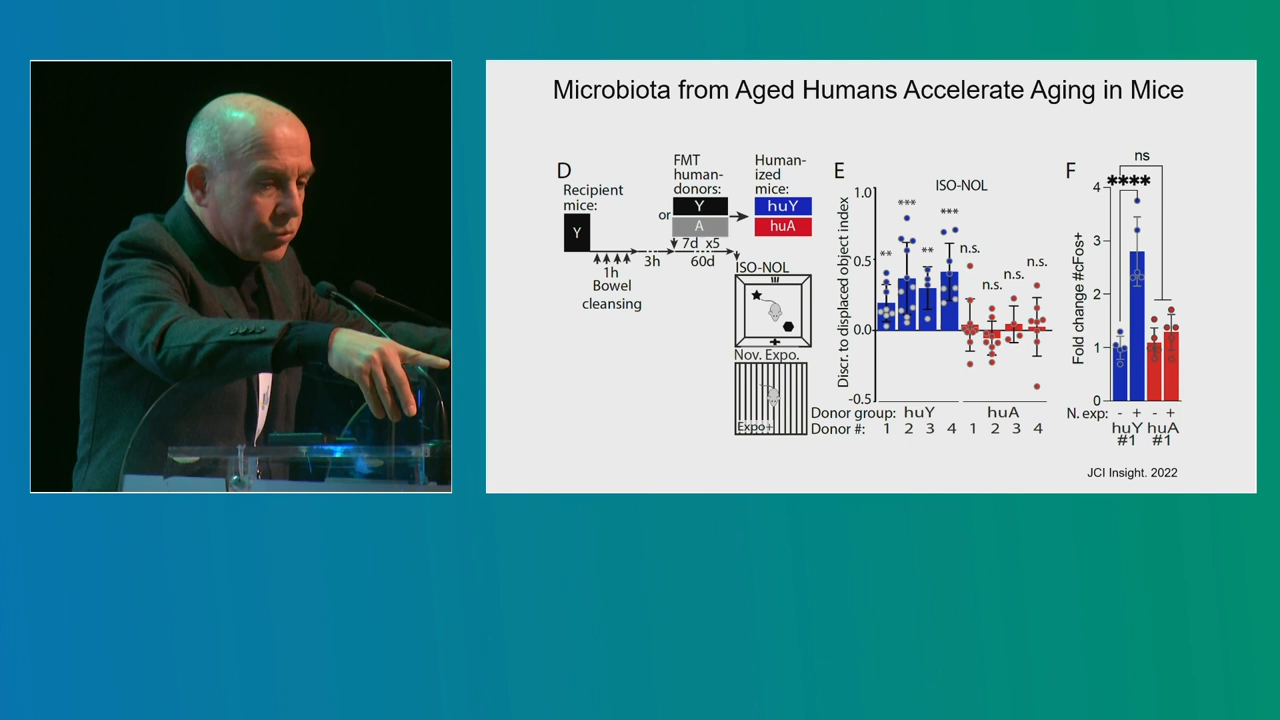 Microbiota from Aged Humans Accelerate Aging in Mice
D
Recipient
mice:
Y
1h
Bowel
cleansing
3h
FMT
human-
donors:
Y
or
A
7d x5
60d
Human-
ized
mice:
huY
huA
ISO-NOL
Nov. Expo.
Expo+
E
ISO-NOL
Discr. to displaced object index
1.0
0.5
0.0
-0.5
** *** ** *** n.s. n.s. n.s. n.s.
Donor group: huY huA
Donor #: 1 2 3 4 1 2 3 4
F
ns
****
Fold change #cFos+
4
3
2
1
0
N. exp: - + - +
huY huA
#1 #1
JCI Insight. 2022